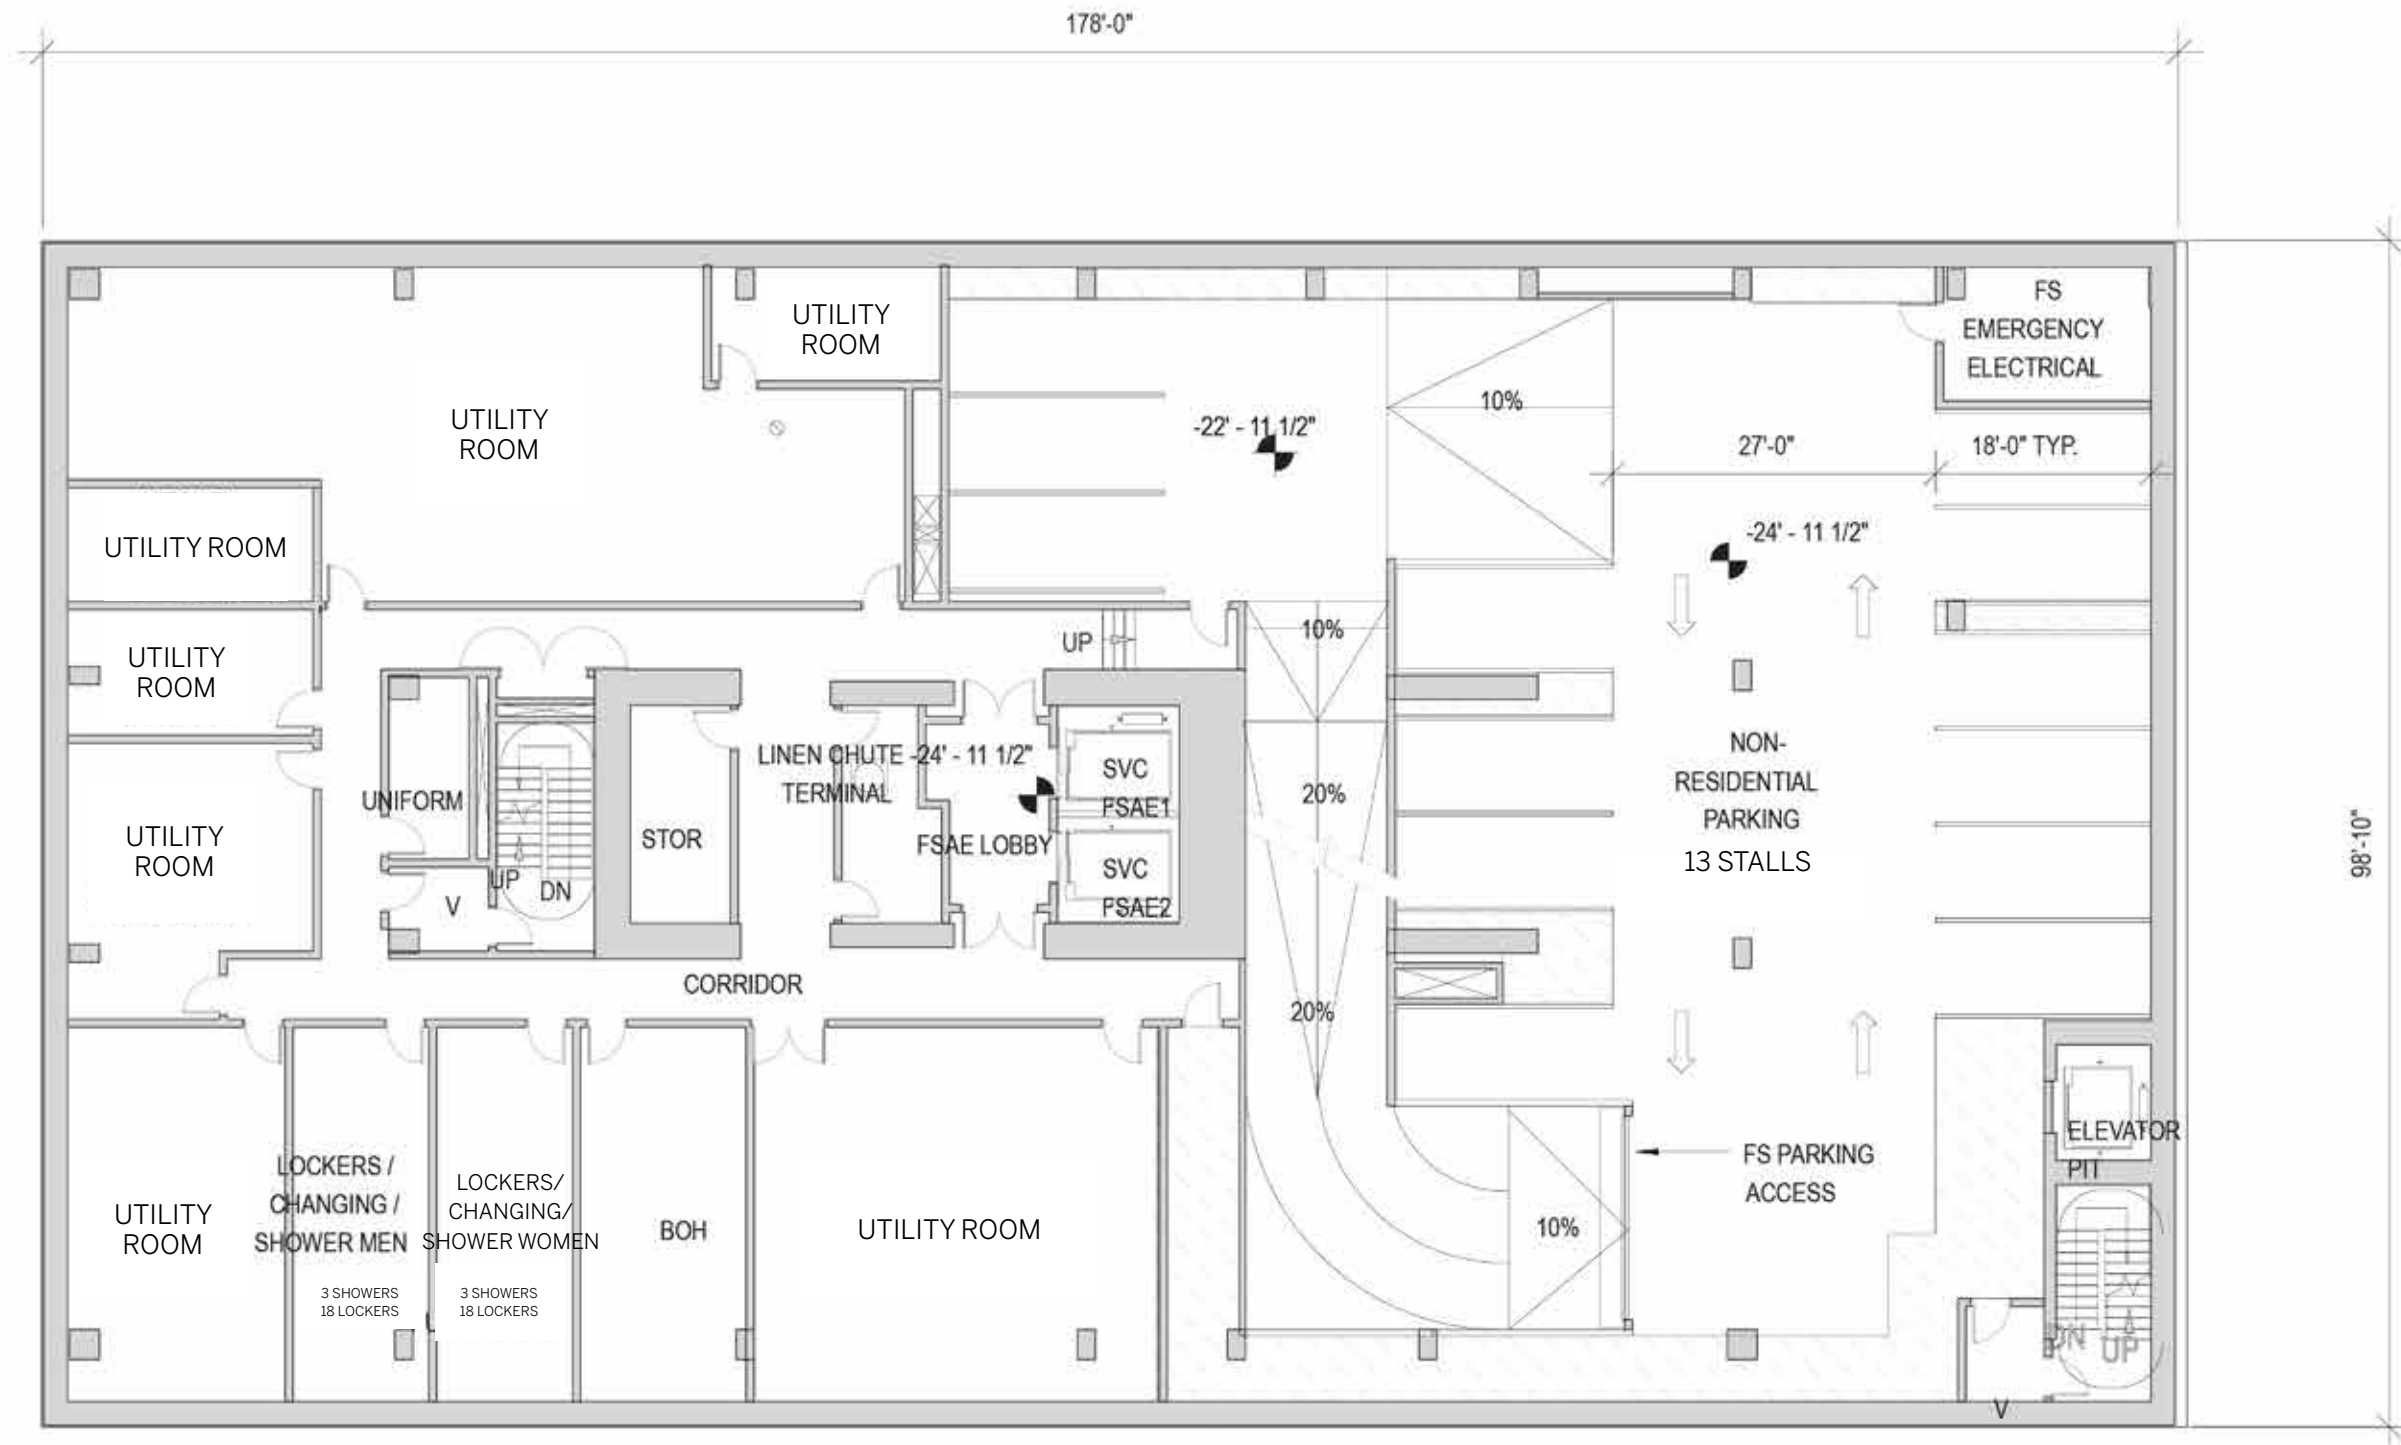 178'-0"
UTILITY
ROOM
FS
EMERGENCY
ELECTRICAL
UTILITY
ROOM
-22' - 11 1/2"
10%
27'-0"
18'-0" TYP.
UTILITY ROOM
-24' - 11 1/2"
UTILITY
ROOM
UP
10%
NON-
RESIDENTIAL
PARKING
13 STALLS
LINEN CHUTE
TERMINAL
-24' - 11 1/2"
SVC
FSAE1
20%
UNIFORM
UTILITY
ROOM
STOR
FSAE LOBBY
SVC
FSAE2
98'-10"
UP
DN
V
CORRIDOR
20%
ELEVATOR
PIT
LOCKERS /
CHANGING /
SHOWER MEN
3 SHOWERS
18 LOCKERS
LOCKERS/
CHANGING/
SHOWER WOMEN
3 SHOWERS
18 LOCKERS
UTILITY
ROOM
BOH
UTILITY ROOM
10%
FS PARKING
ACCESS
DN
UP
V